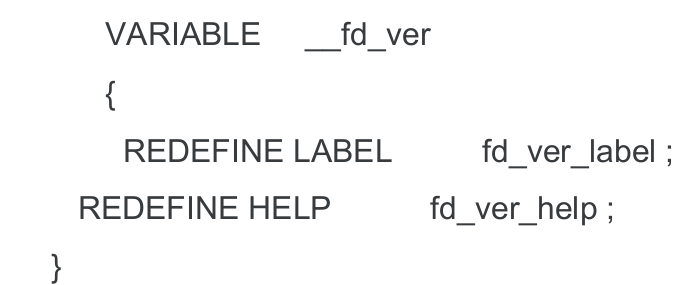 VARIABLE __fd_ver
{
REDEFINE LABEL fd_ver_label ;
REDEFINE HELP fd_ver_help ;
}